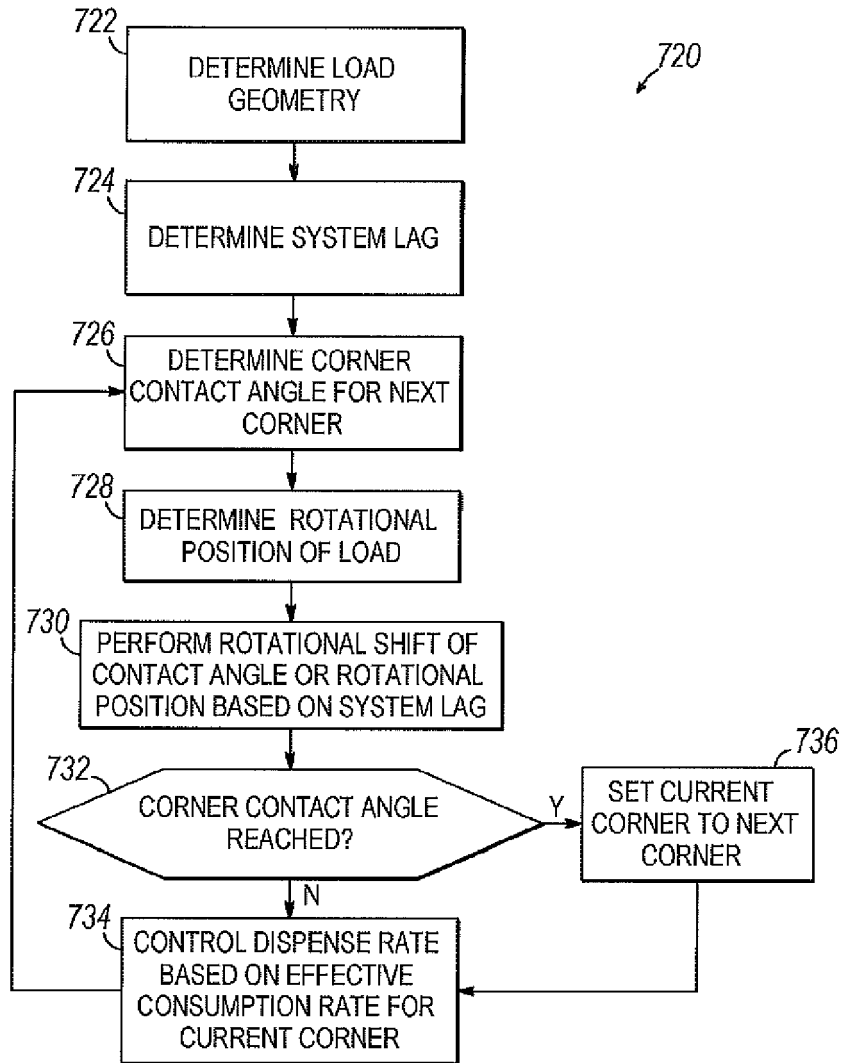 722
DETERMINE LOAD
GEOMETRY
720
724
DETERMINE SYSTEM LAG
726
DETERMINE CORNER
CONTACT ANGLE FOR NEXT
CORNER
728
DETERMINE ROTATIONAL
POSITION OF LOAD
730
PERFORM ROTATIONAL SHIFT OF
CONTACT ANGLE OR ROTATIONAL
POSITION BASED ON SYSTEM LAG
732
CORNER CONTACT ANGLE
REACHED?
Y
736
SET CURRENT
CORNER TO NEXT
CORNER
N
734
CONTROL DISPENSE RATE
BASED ON EFFECTIVE
CONSUMPTION RATE FOR
CURRENT CORNER